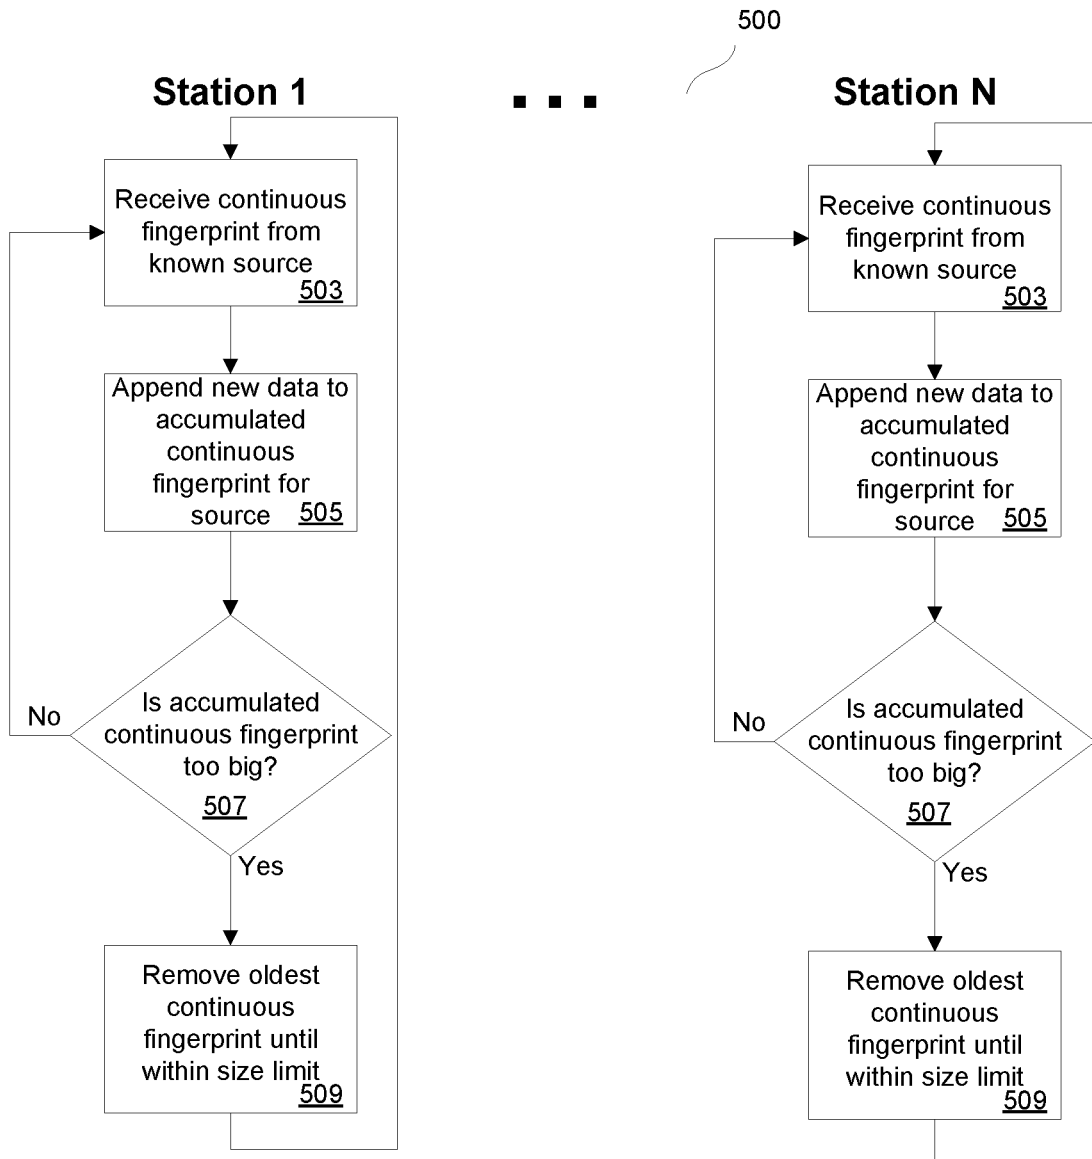 500
Station 1
Station N
Receive continuous
fingerprint from
known source
503
Append new data to
accumulated
continuous
fingerprint for
source 505
Is accumulated
continuous fingerprint
too big?
507
No
Yes
Remove oldest
continuous
fingerprint until
within size limit
509
Receive continuous
fingerprint from
known source
503
Append new data to
accumulated
continuous
fingerprint for
source 505
Is accumulated
continuous fingerprint
too big?
507
No
Yes
Remove oldest
continuous
fingerprint until
within size limit
509